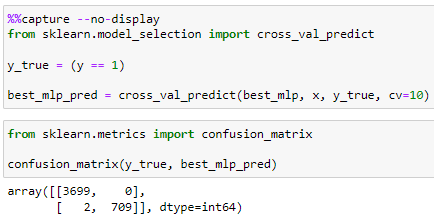 %%capture --no-display
from sklearn.model_selection import cross_val_predict
y_true = (y == 1)
best_mlp_pred = cross_val_predict(best_mlp, x, y_true, cv=10)
from sklearn.metrics import confusion_matrix
confusion_matrix(y_true, best_mlp_pred)
array([[3699,    0],
       [   2,  709]], dtype=int64)